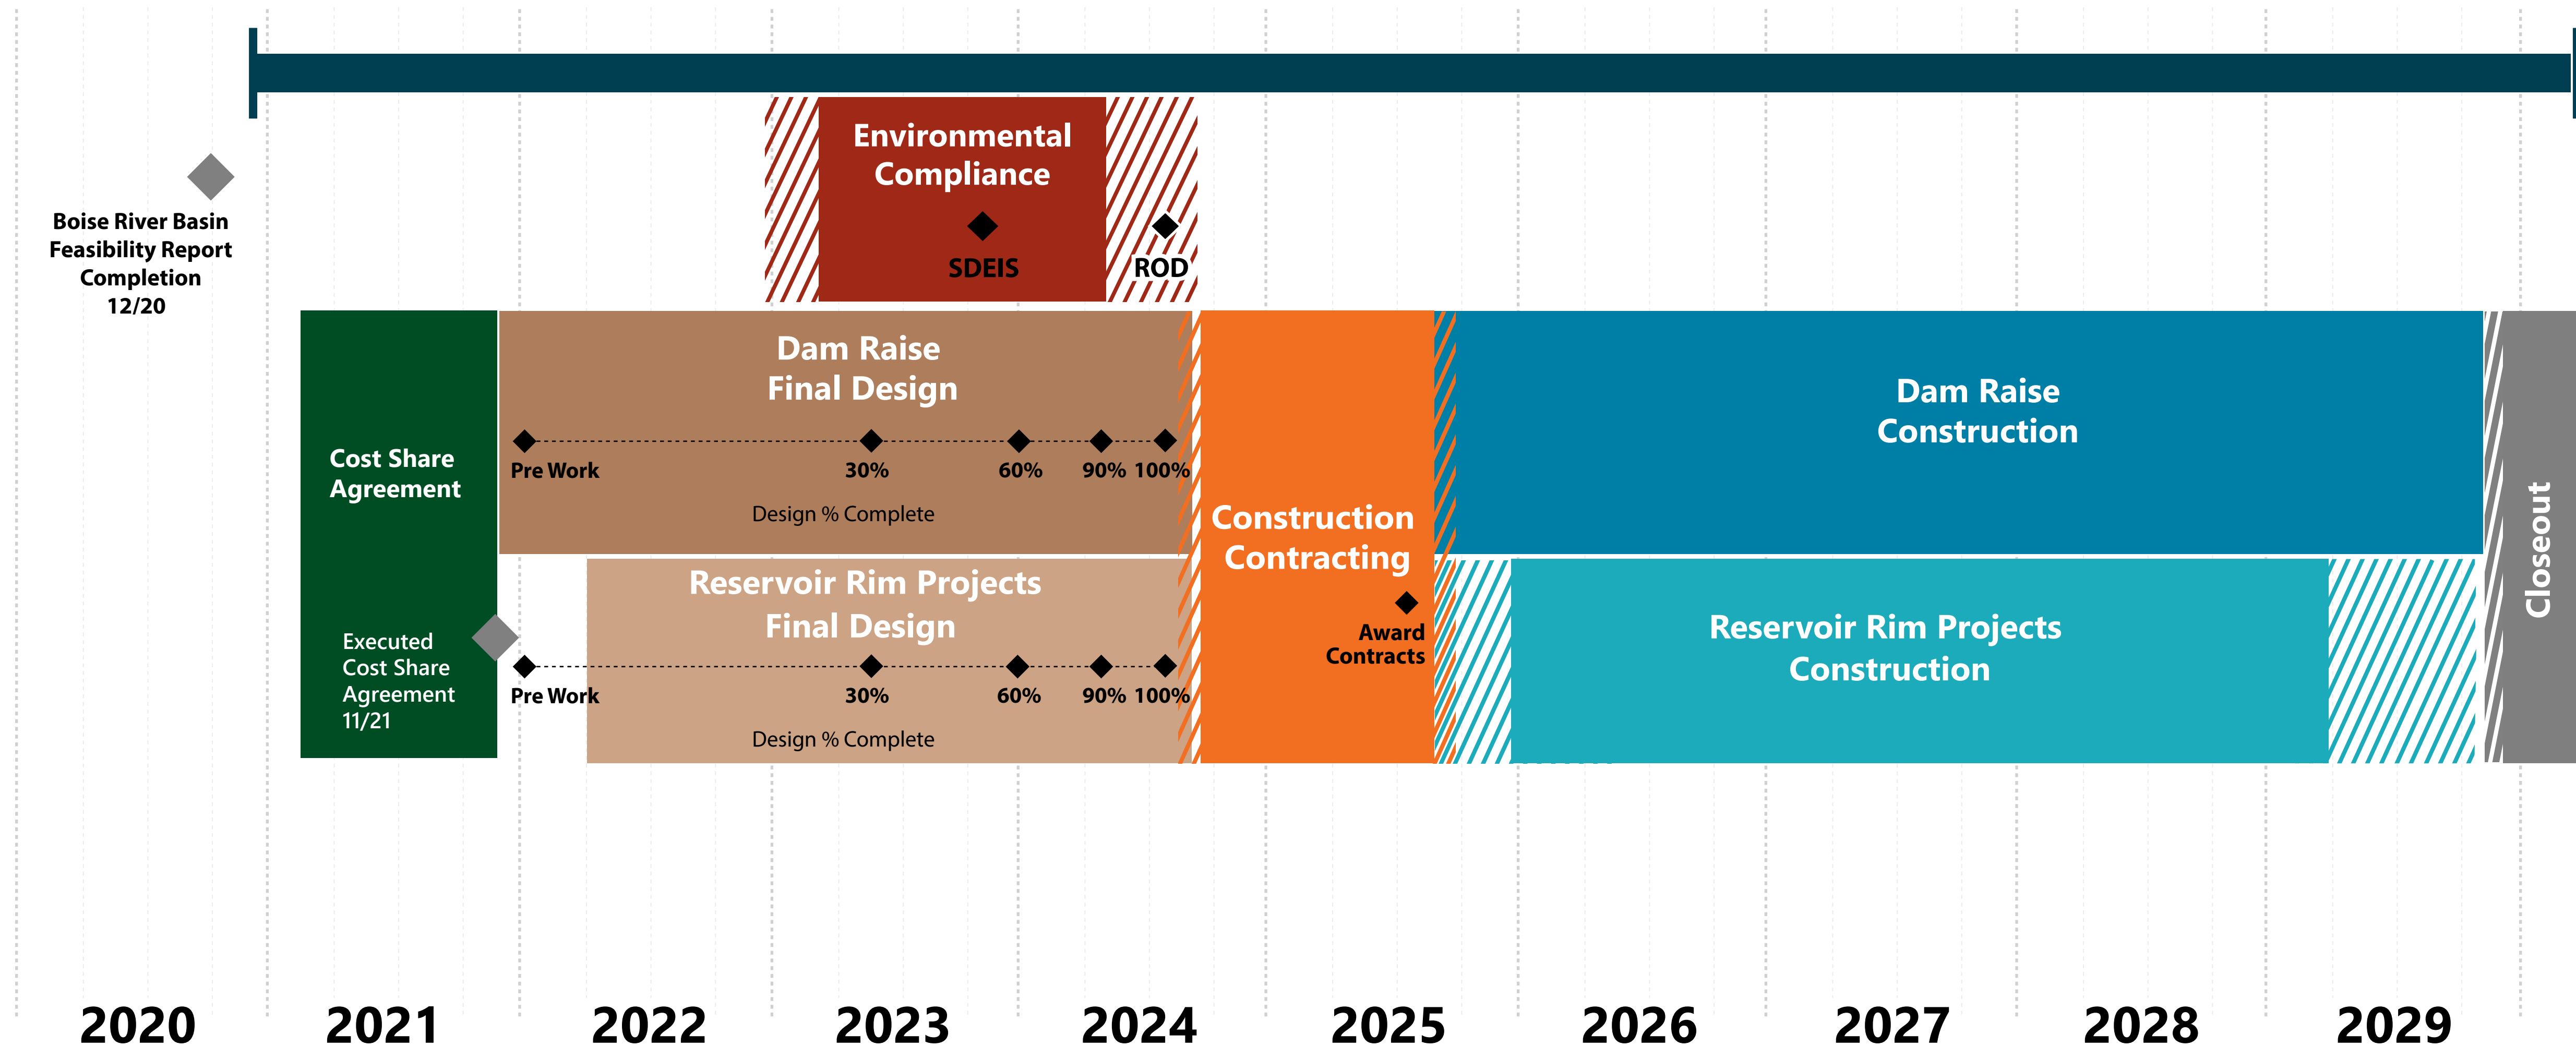 Environmental
Compliance
SDEIS
ROD
Boise River Basin
Feasibility Report
Completion
12/20
Cost Share
Agreement
Executed
Cost Share
Agreement
11/21
Dam Raise
Final Design
Pre Work
30%
60%
90%
100%
Design % Complete
Reservoir Rim Projects
Final Design
Pre Work
30%
60%
90%
100%
Design % Complete
Construction
Contracting
Award
Contracts
Dam Raise
Construction
Reservoir Rim Projects
Construction
Closeout
2020
2021
2022
2023
2024
2025
2026
2027
2028
2029